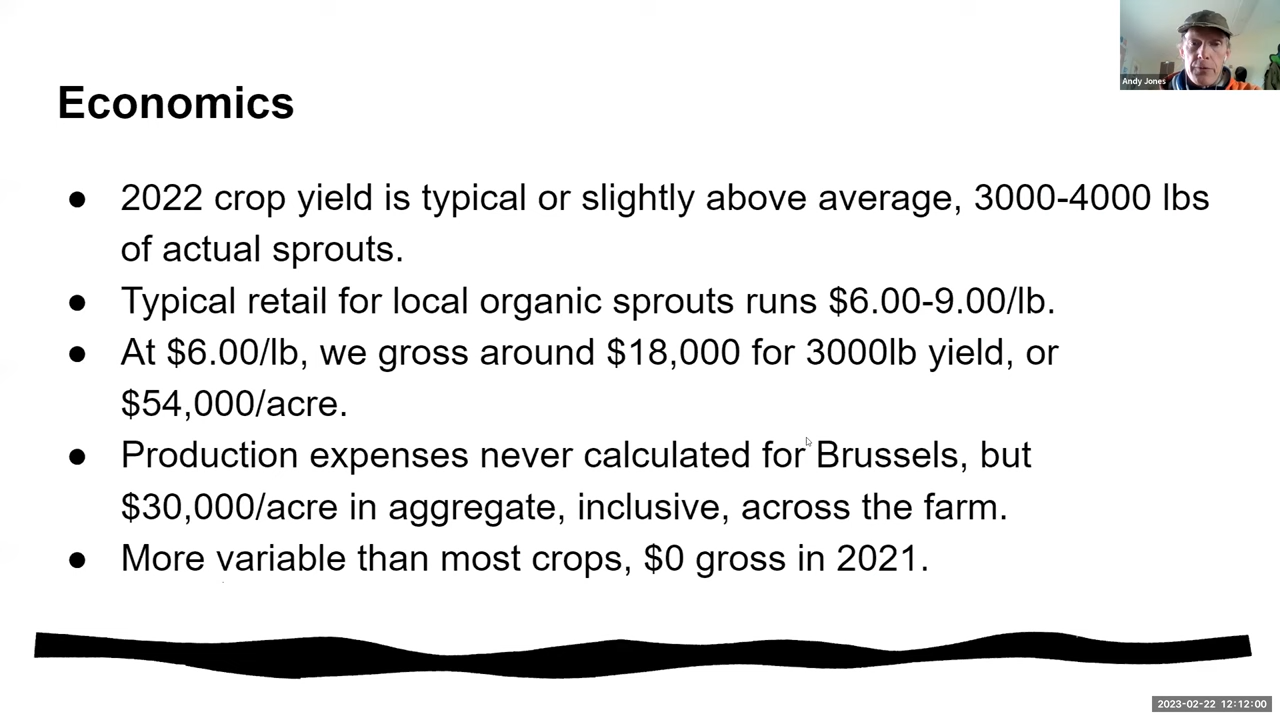 Andy Jones
Economics
● 2022 crop yield is typical or slightly above average, 3000-4000 lbs
of actual sprouts.
● Typical retail for local organic sprouts runs $6.00-9.00/lb.
● At $6.00/lb, we gross around $18,000 for 3000lb yield, or
$54,000/acre.
● Production expenses never calculated for Brussels, but
$30,000/acre in aggregate, inclusive, across the farm.
● More variable than most crops, $0 gross in 2021.
2023-02-22 12:12:00